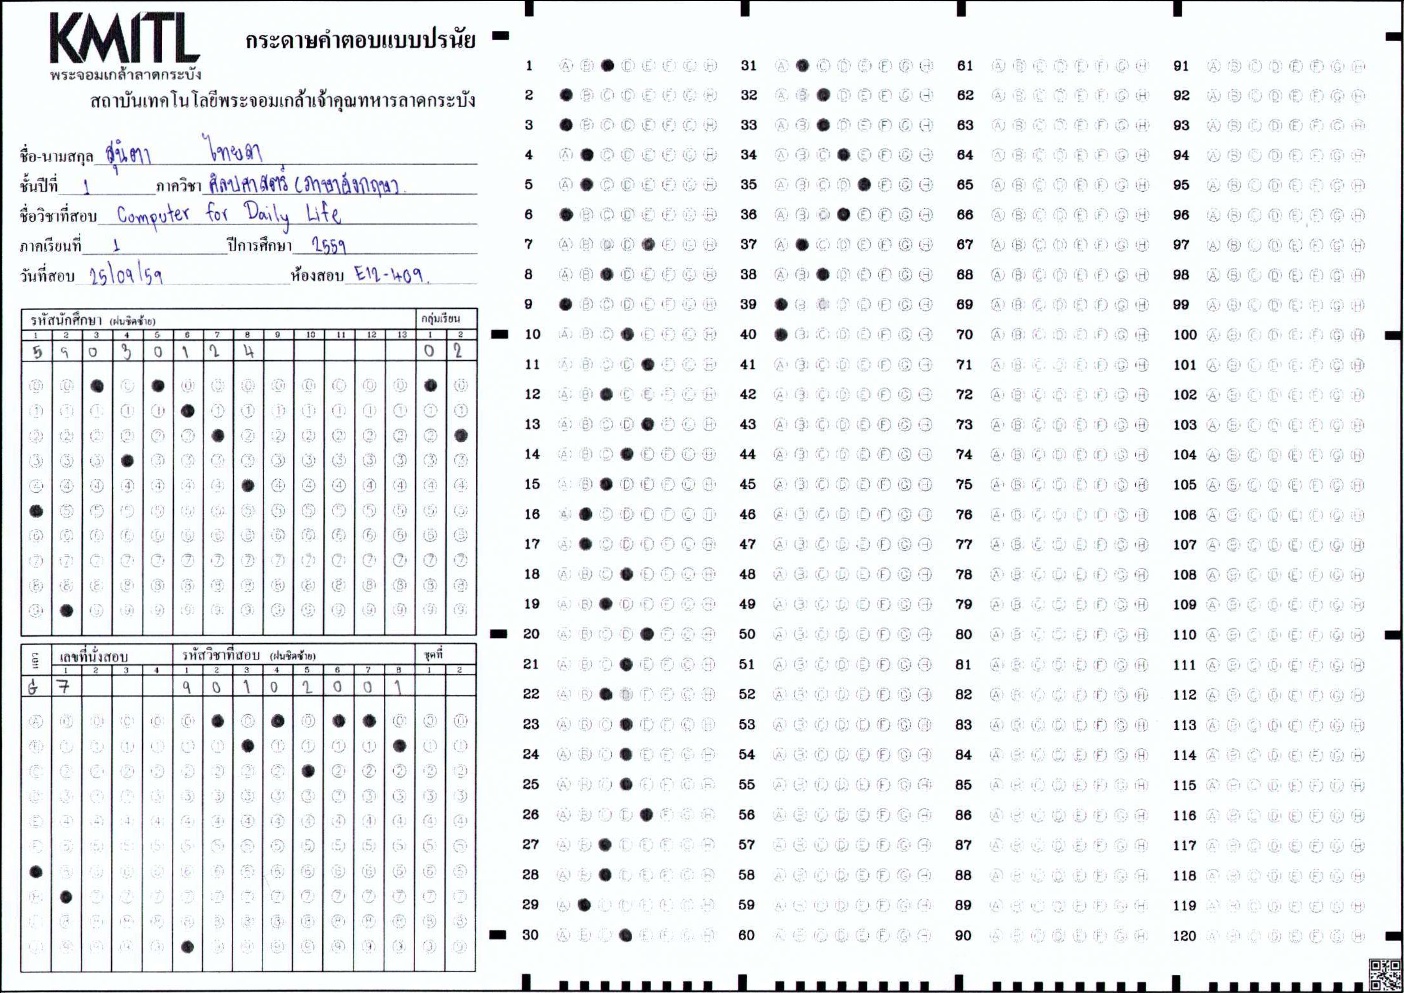 KMITL
พระจอมเกล้าลาดกระบัง
กระดาษคำตอบแบบปรนัย
สถาบันเทคโนโลยีพระจอมเกล้าเจ้าคุณทหารลาดกระบัง
ชื่อ-นามสกุล สุนิตา ไทยลา
ชั้นปีที่ 1 ภาควิชา ศิลปศาสตร์ (ภาษาอังกฤษ)
ชื่อวิชาที่สอบ Computer for Daily Life
ภาคเรียนที่ 1 ปีการศึกษา 2559
วันที่สอบ 25/09/59 ห้องสอบ E12-409.
รหัสนักศึกษา (ฝนชิดซ้าย) กลุ่มเรียน
1 2 3 4 5 6 7 8 9 10 11 12 13 1 2
5 9 0 3 0 1 2 4 0 2
แถว เลขที่นั่งสอบ รหัสวิชาที่สอบ (ฝนชิดซ้าย) ชุดที่
1 2 3 4 1 2 3 4 5 6 7 8 1 2
G 7 9 0 1 0 2 0 0 1
1 31 61 91
2 32 62 92
3 33 63 93
4 34 64 94
5 35 65 95
6 36 66 96
7 37 67 97
8 38 68 98
9 39 69 99
10 40 70 100
11 41 71 101
12 42 72 102
13 43 73 103
14 44 74 104
15 45 75 105
16 46 76 106
17 47 77 107
18 48 78 108
19 49 79 109
20 50 80 110
21 51 81 111
22 52 82 112
23 53 83 113
24 54 84 114
25 55 85 115
26 56 86 116
27 57 87 117
28 58 88 118
29 59 89 119
30 60 90 120